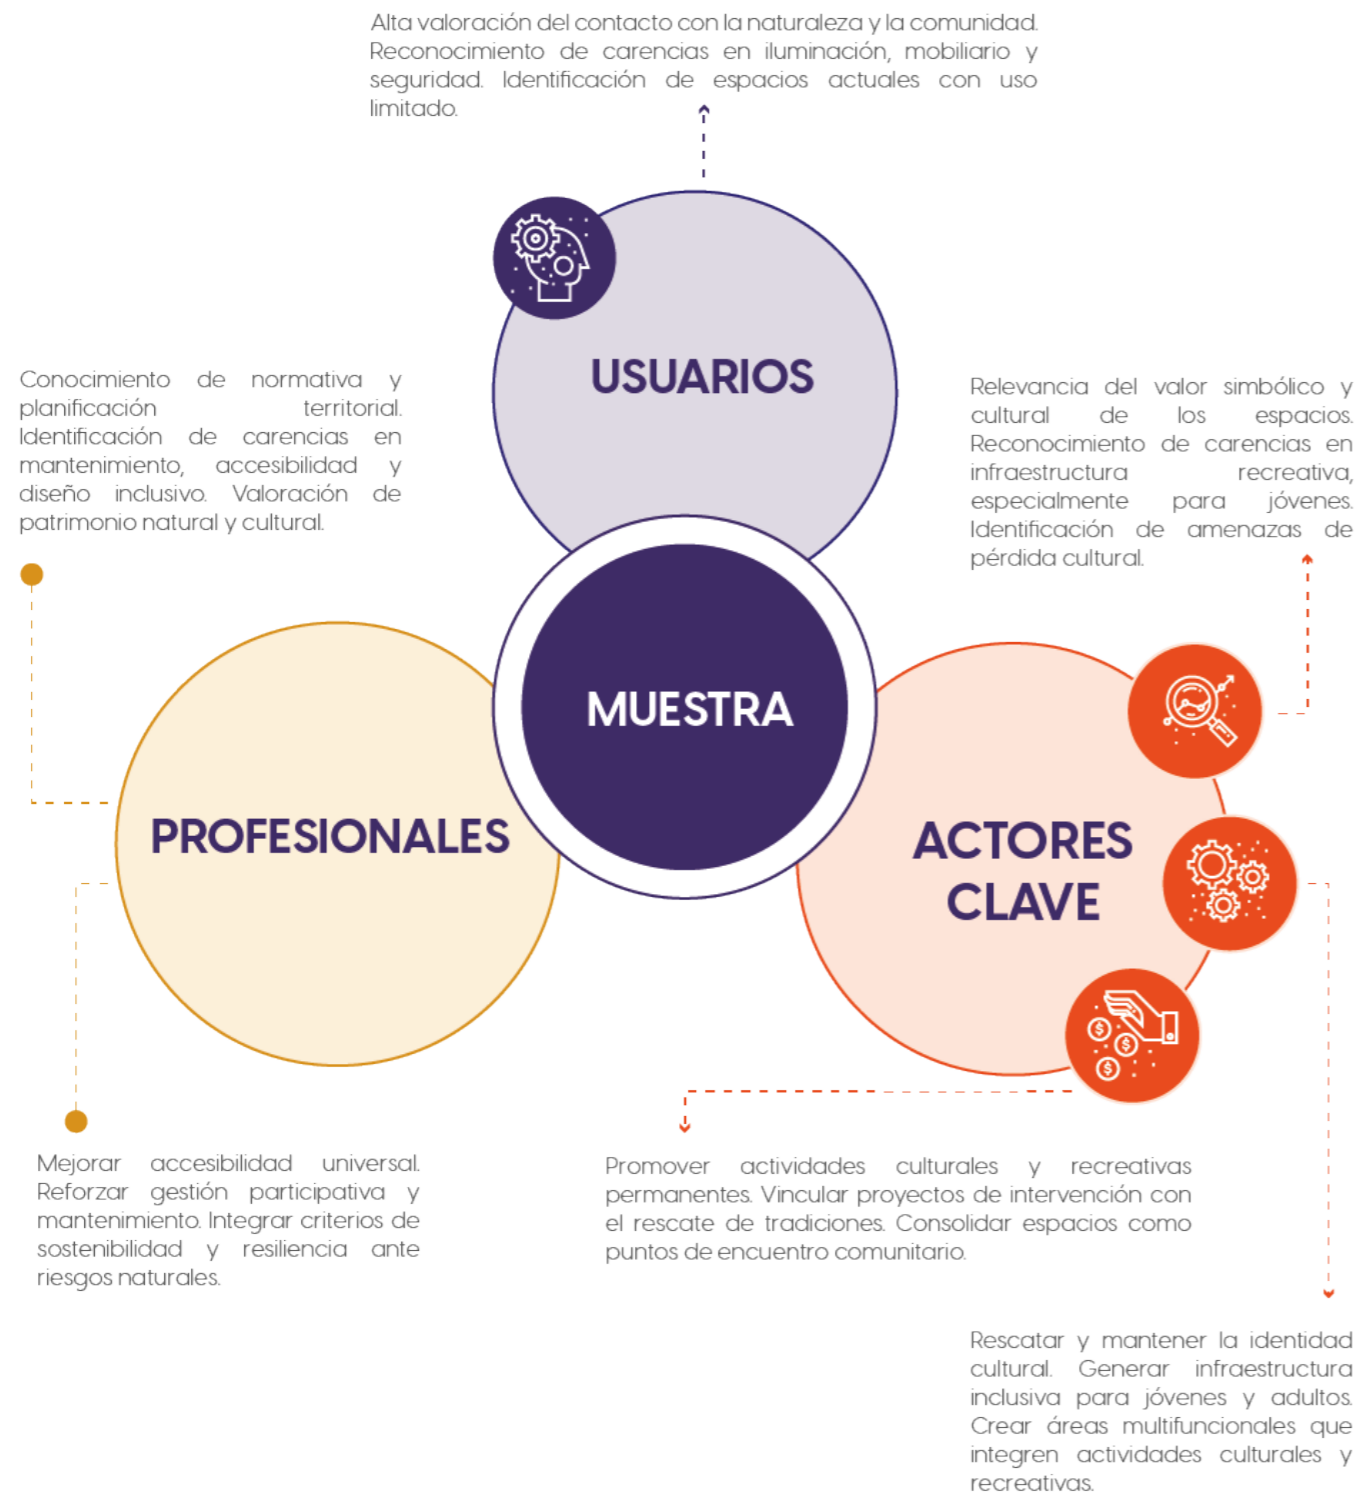 Alta valoración del contacto con la naturaleza y la comunidad.
Reconocimiento de carencias en iluminación, mobiliario y
seguridad. Identificación de espacios actuales con uso
limitado.
USUARIOS
Conocimiento de normativa y
planificación territorial.
Identificación de carencias en
mantenimiento, accesibilidad y
diseño inclusivo. Valoración de
patrimonio natural y cultural.
Relevancia del valor simbólico y
cultural de los espacios.
Reconocimiento de carencias en
infraestructura recreativa,
especialmente para jóvenes.
Identificación de amenazas de
pérdida cultural.
MUESTRA
PROFESIONALES
ACTORES
CLAVE
$
$
$
Mejorar accesibilidad universal.
Reforzar gestión participativa y
mantenimiento. Integrar criterios de
sostenibilidad y resiliencia ante
riesgos naturales.
Promover actividades culturales y recreativas
permanentes. Vincular proyectos de intervención con
el rescate de tradiciones. Consolidar espacios como
puntos de encuentro comunitario.
Rescatar y mantener la identidad
cultural. Generar infraestructura
inclusiva para jóvenes y adultos.
Crear áreas multifuncionales que
integren actividades culturales y
recreativas.